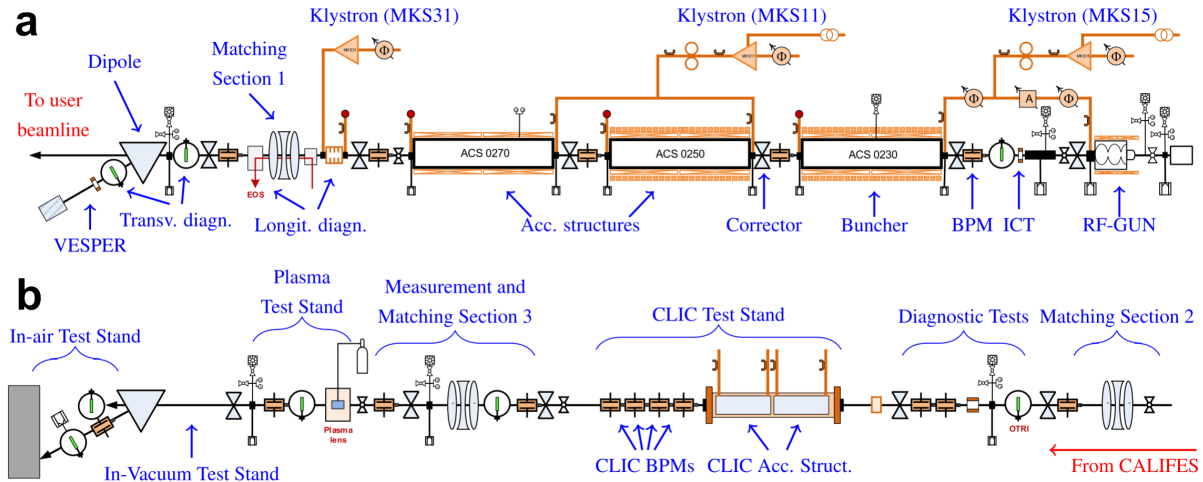 a
Klystron (MKS31)
Klystron (MKS11)
Klystron (MKS15)
Dipole
Matching
Section 1
To user
beamline
MKS31
MKS11
MKS15
Φ
Φ
Φ
Φ
A
Φ
ACS 0270
ACS 0250
ACS 0230
EOS
Transv. diagn.
Longit. diagn.
Acc. structures
Corrector
Buncher
BPM
ICT
RF-GUN
VESPER
b
Plasma
Test Stand
Measurement and
Matching Section 3
CLIC Test Stand
Diagnostic Tests
Matching Section 2
In-air Test Stand
Plasma
lens
OTRI
In-Vacuum Test Stand
CLIC BPMs
CLIC Acc. Struct.
From CALIFES